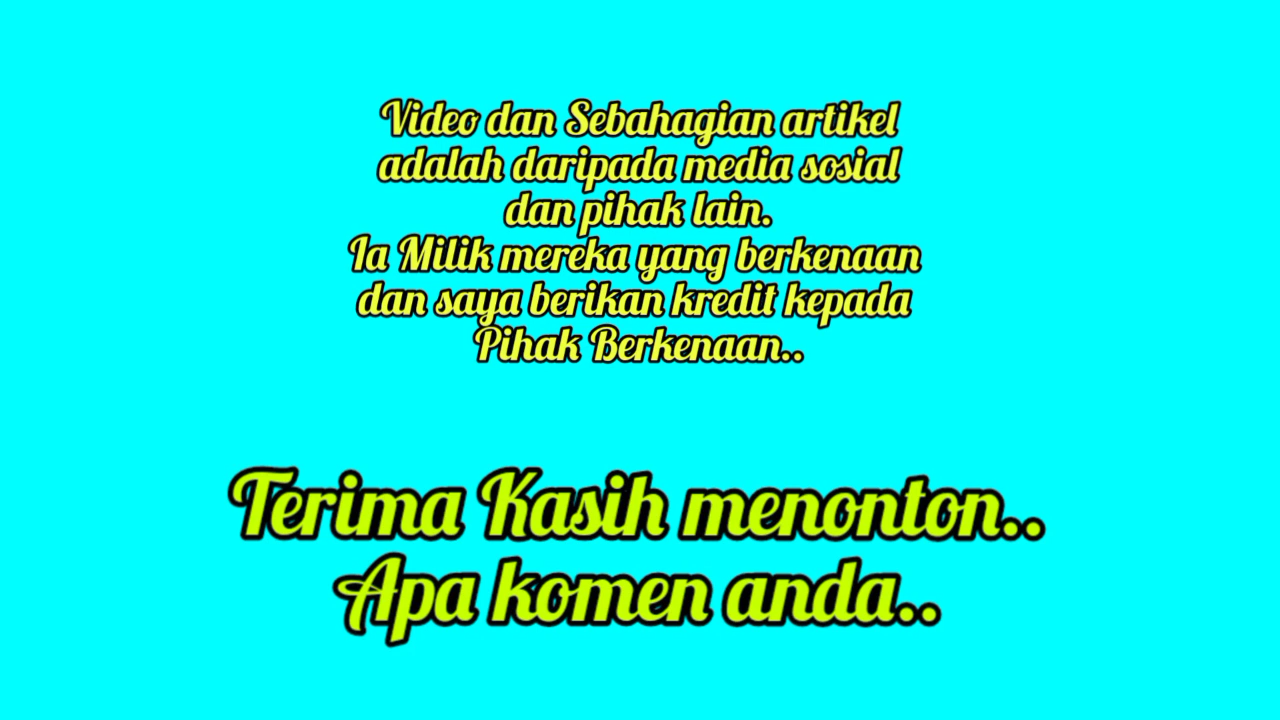 Video dan Sebahagian artikel
adalah daripada media sosial
dan pihak lain.
Ia Milik mereka yang berkenaan
dan saya berikan kredit kepada
Pihak Berkenaan..
Terima Kasih menonton..
Apa komen anda..